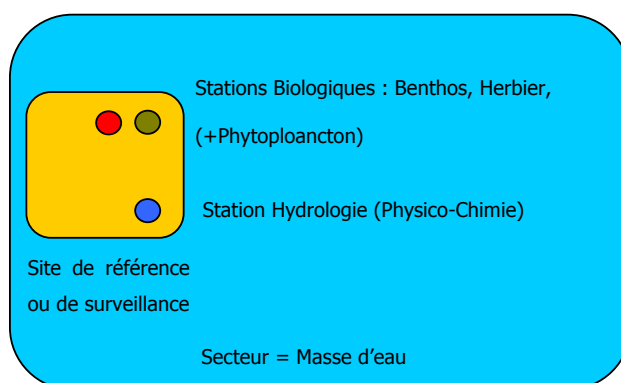 Stations Biologiques : Benthos, Herbier,
(+Phytoploancton)
Station Hydrologie (Physico-Chimie)
Site de référence
ou de surveillance
Secteur = Masse d’eau